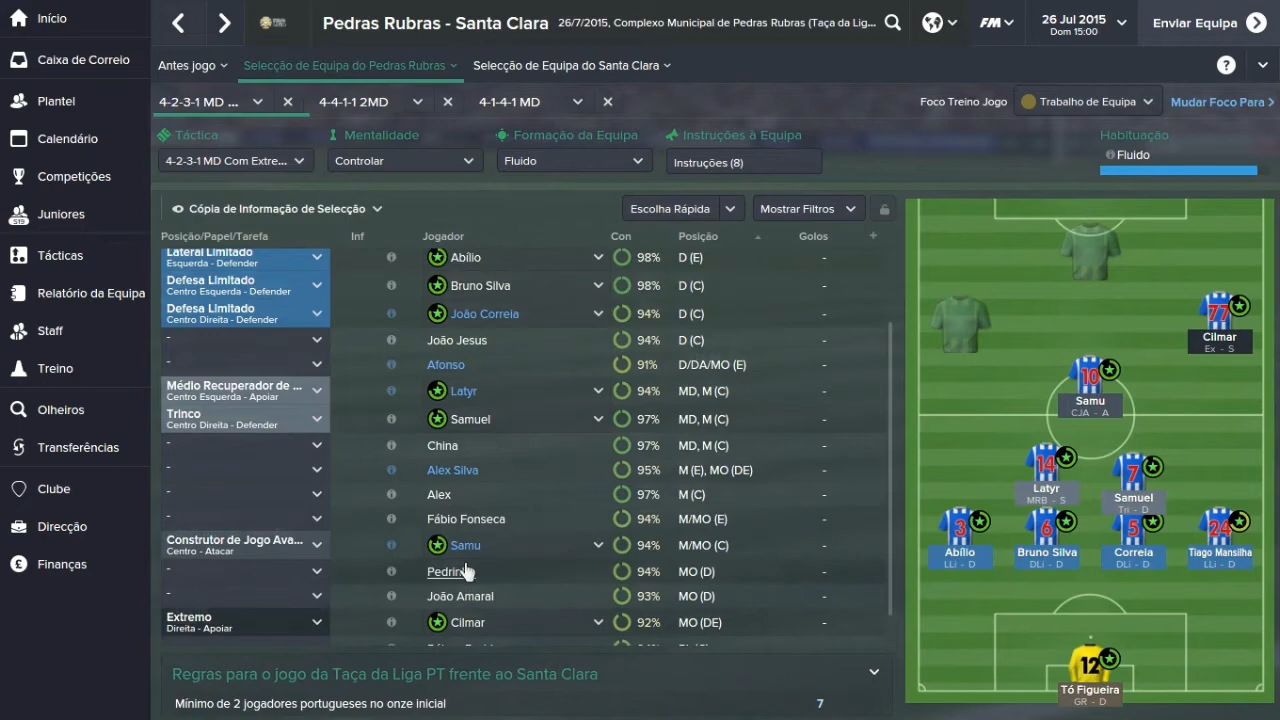 Início
Caixa de Correio
Plantel
Calendário
Competições
S19
Juniores
Tácticas
Relatório da Equipa
Staff
Treino
Olheiros
Transferências
Clube
Direcção
Finanças
Pedras Rubras - Santa Clara
26/7/2015, Complexo Municipal de Pedras Rubras (Taça da Lig...
FM
26 Jul 2015
Dom 15:00
Enviar Equipa
Antes jogo
Selecção de Equipa do Pedras Rubras
Selecção de Equipa do Santa Clara
?
4-2-3-1 MD ...
4-4-1-1 2MD
4-1-4-1 MD
Foco Treino Jogo
Trabalho de Equipa
Mudar Foco Para
Táctica
Mentalidade
Formação da Equipa
Instruções à Equipa
Habituação
4-2-3-1 MD Com Extre...
Controlar
Fluido
Instruções (8)
Fluido
Cópia de Informação de Selecção
Escolha Rápida
Mostrar Filtros
Posição/Papel/Tarefa Inf Jogador Con Posição Golos +
Lateral Limitado
Esquerda - Defender
Abílio 98% D (E) -
Defesa Limitado
Centro Esquerda - Defender
Bruno Silva 98% D (C) -
Defesa Limitado
Centro Direita - Defender
João Correia 94% D (C) -
- João Jesus 94% D (C) -
- Afonso 91% D/DA/MO (E) -
Médio Recuperador de ...
Centro Esquerda - Apoiar
Latyr 94% MD, M (C) -
Trinco
Centro Direita - Defender
Samuel 97% MD, M (C) -
- China 97% MD, M (C) -
- Alex Silva 95% M (E), MO (DE) -
- Alex 97% M (C) -
- Fábio Fonseca 94% M/MO (E) -
Construtor de Jogo Ava...
Centro - Atacar
Samu 94% M/MO (C) -
- 94% MO (D) -
- João Amaral 93% MO (D) -
Extremo
Direita - Apoiar
Cilmar 92% MO (DE) -
Regras para o jogo da Taça da Liga PT frente ao Santa Clara
Mínimo de 2 jogadores portugueses no onze inicial 7
77
Cilmar
Ex - S
10
Samu
CJA - A
14
Latyr
MRB - S
7
Samuel
Tri - D
3
Abílio
LLi - D
6
Bruno Silva
DLi - D
5
Correia
DLi - D
24
Tiago Mansilha
LLi - D
12
Tó Figueira
GR - D